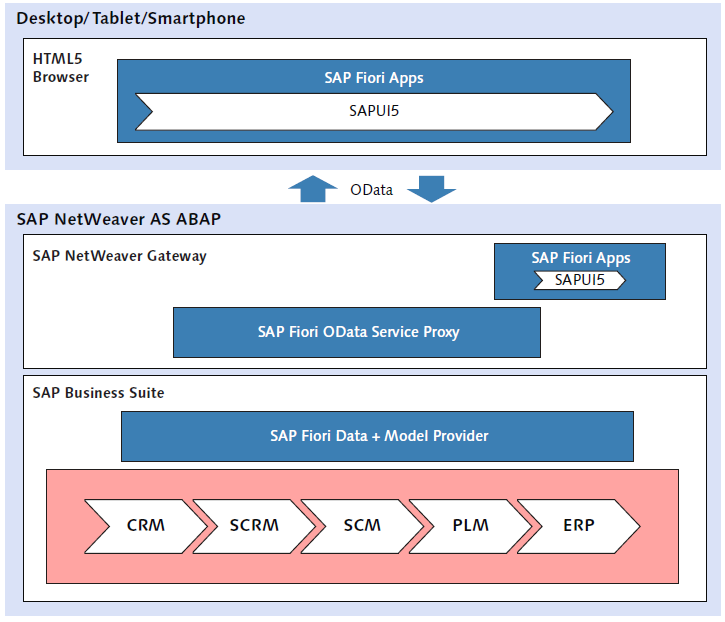 Desktop/Tablet/Smartphone
HTML5
Browser
SAP Fiori Apps
SAPUI5
OData
SAP NetWeaver AS ABAP
SAP NetWeaver Gateway
SAP Fiori Apps
SAPUI5
SAP Fiori OData Service Proxy
SAP Business Suite
SAP Fiori Data + Model Provider
CRM
SCRM
SCM
PLM
ERP